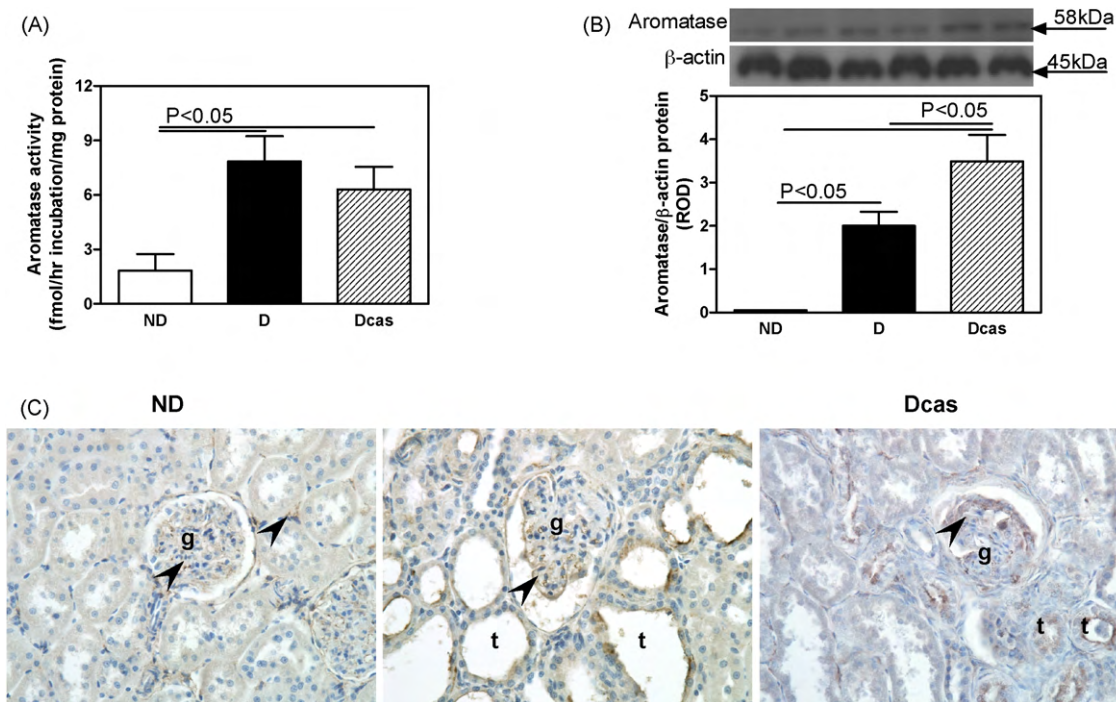 (A)
Aromatase activity
(fmol/hr incubation/mg protein)
12
9
6
3
0
P<0.05
ND
D
Dcas
(B)
Aromatase
58kDa
β-actin
45kDa
Aromatase/β-actin protein
(ROD)
5
4
3
2
1
0
P<0.05
P<0.05
ND
D
Dcas
(C)
ND
Dcas
g
g
t
t
g
t
t